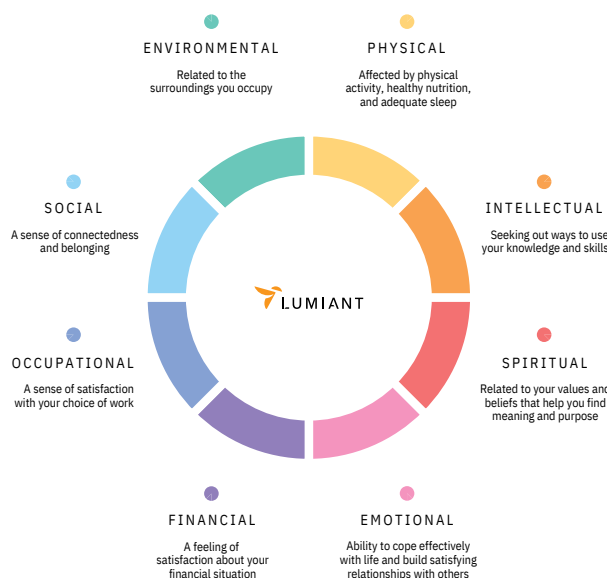 ENVIRONMENTAL
Related to the
surroundings you occupy
PHYSICAL
Affected by physical
activity, healthy nutrition,
and adequate sleep
SOCIAL
A sense of connectedness
and belonging
INTELLECTUAL
Seeking out ways to use
your knowledge and skills
LUMIANT
OCCUPATIONAL
A sense of satisfaction
with your choice of work
SPIRITUAL
Related to your values and
beliefs that help you find
meaning and purpose
FINANCIAL
A feeling of
satisfaction about your
financial situation
EMOTIONAL
Ability to cope effectively
with life and build satisfying
relationships with others